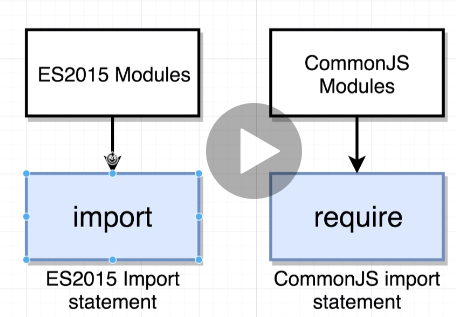 ES2015 Modules
CommonJS
Modules
import
require
ES2015 Import
statement
CommonJS import
statement